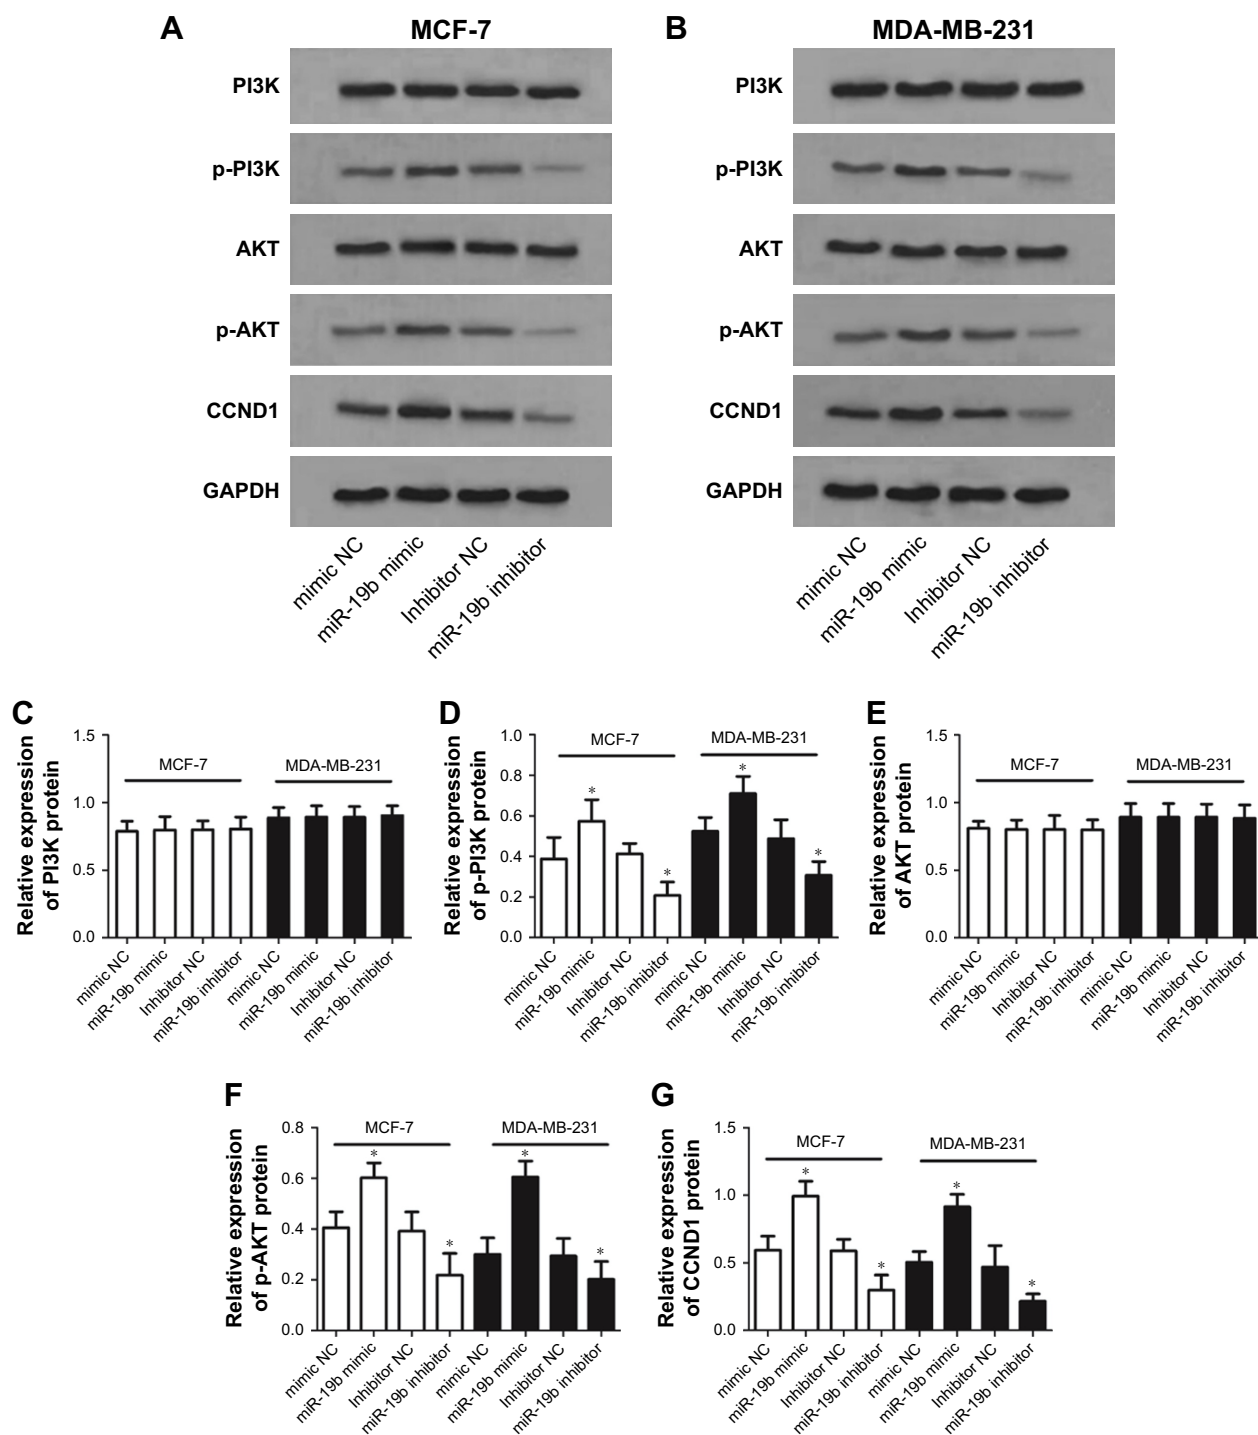 A
MCF-7
PI3K
p-PI3K
AKT
p-AKT
CCND1
GAPDH
mimic NC
miR-19b mimic
Inhibitor NC
miR-19b inhibitor
B
MDA-MB-231
PI3K
p-PI3K
AKT
p-AKT
CCND1
GAPDH
mimic NC
miR-19b mimic
Inhibitor NC
miR-19b inhibitor
C
Relative expression
of PI3K protein
1.5
1.0
0.5
0.0
MCF-7
MDA-MB-231
mimic NC
miR-19b mimic
Inhibitor NC
miR-19b inhibitor
mimic NC
miR-19b mimic
Inhibitor NC
miR-19b inhibitor
D
Relative expression
of p-PI3K protein
1.0
0.8
0.6
0.4
0.2
0.0
MCF-7
MDA-MB-231
*
*
*
*
mimic NC
miR-19b mimic
Inhibitor NC
miR-19b inhibitor
mimic NC
miR-19b mimic
Inhibitor NC
miR-19b inhibitor
E
Relative expression
of AKT protein
1.5
1.0
0.5
0.0
MCF-7
MDA-MB-231
mimic NC
miR-19b mimic
Inhibitor NC
miR-19b inhibitor
mimic NC
miR-19b mimic
Inhibitor NC
miR-19b inhibitor
F
Relative expression
of p-AKT protein
0.8
0.6
0.4
0.2
0.0
MCF-7
MDA-MB-231
*
*
*
*
mimic NC
miR-19b mimic
Inhibitor NC
miR-19b inhibitor
mimic NC
miR-19b mimic
Inhibitor NC
miR-19b inhibitor
G
Relative expression
of CCND1 protein
1.5
1.0
0.5
0.0
MCF-7
MDA-MB-231
*
*
*
*
mimic NC
miR-19b mimic
Inhibitor NC
miR-19b inhibitor
mimic NC
miR-19b mimic
Inhibitor NC
miR-19b inhibitor